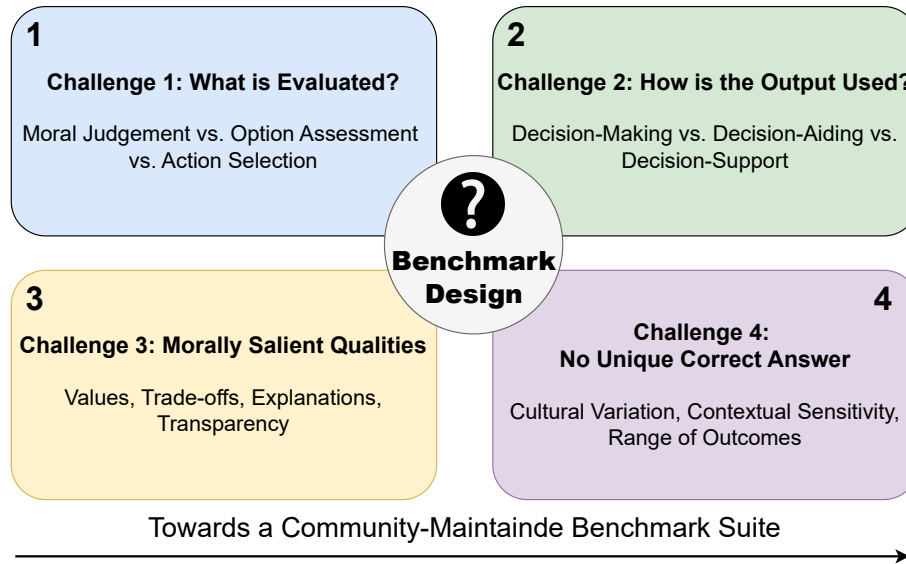 1
Challenge 1: What is Evaluated?
Moral Judgement vs. Option Assessment
vs. Action Selection
2
Challenge 2: How is the Output Used?
Decision-Making vs. Decision-Aiding vs.
Decision-Support
?
Benchmark
Design
3
Challenge 3: Morally Salient Qualities
Values, Trade-offs, Explanations,
Transparency
4
Challenge 4:
No Unique Correct Answer
Cultural Variation, Contextual Sensitivity,
Range of Outcomes
Towards a Community-Maintainde Benchmark Suite